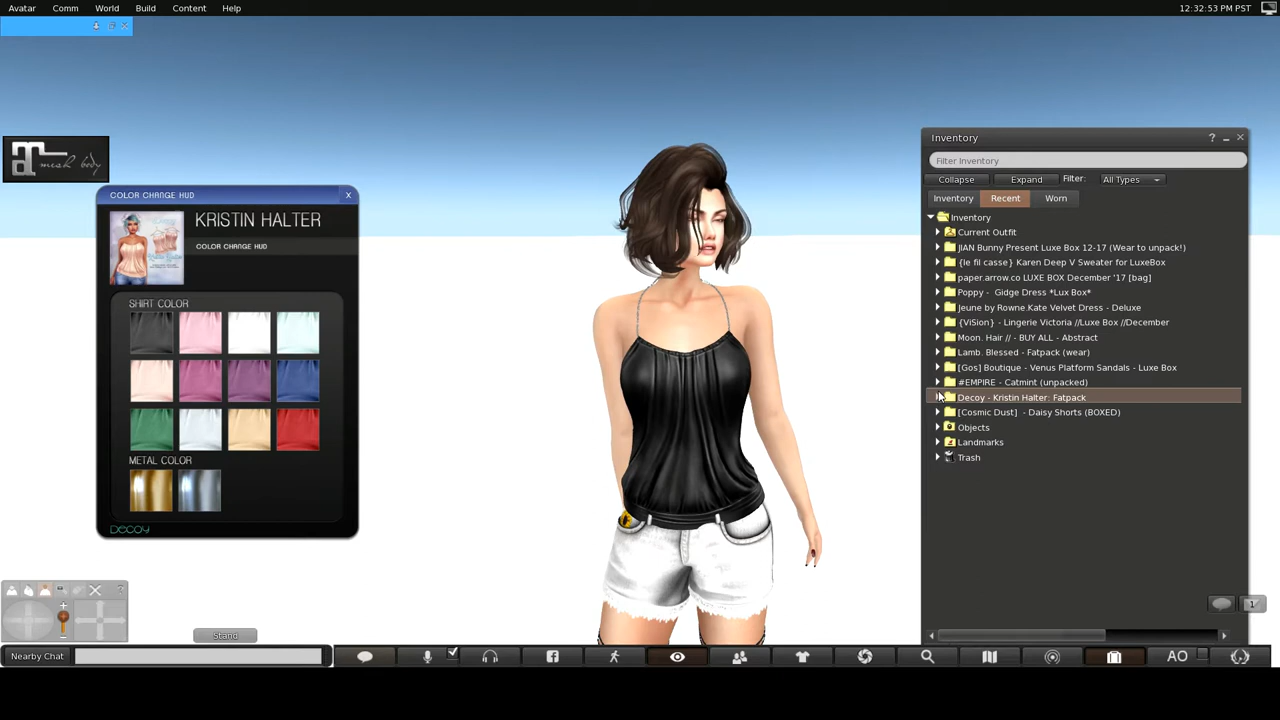 Avatar Comm World Build Content Help 12:32:53 PM PST
mesh body
COLOR CHANGE HUD
KRISTIN HALTER
COLOR CHANGE HUD
SHIRT COLOR
METAL COLOR
DECOY
Inventory
Filter Inventory
Collapse Expand Filter: All Types
Inventory Recent Worn
Inventory
Current Outfit
JIAN Bunny Present Luxe Box 12-17 (Wear to unpack!)
{le fil casse} Karen Deep V Sweater for LuxeBox
paper.arrow.co LUXE BOX December '17 [bag]
Poppy - Gidge Dress *Lux Box*
Jeune by Rowne.Kate Velvet Dress - Deluxe
{ViSion} - Lingerie Victoria //Luxe Box //December
Moon. Hair // - BUY ALL - Abstract
Lamb. Blessed - Fatpack (wear)
[Gos] Boutique - Venus Platform Sandals - Luxe Box
#EMPIRE - Catmint (unpacked)
Decoy - Kristin Halter: Fatpack
[Cosmic Dust] - Daisy Shorts (BOXED)
Objects
Landmarks
Trash
Stand
Nearby Chat
AO